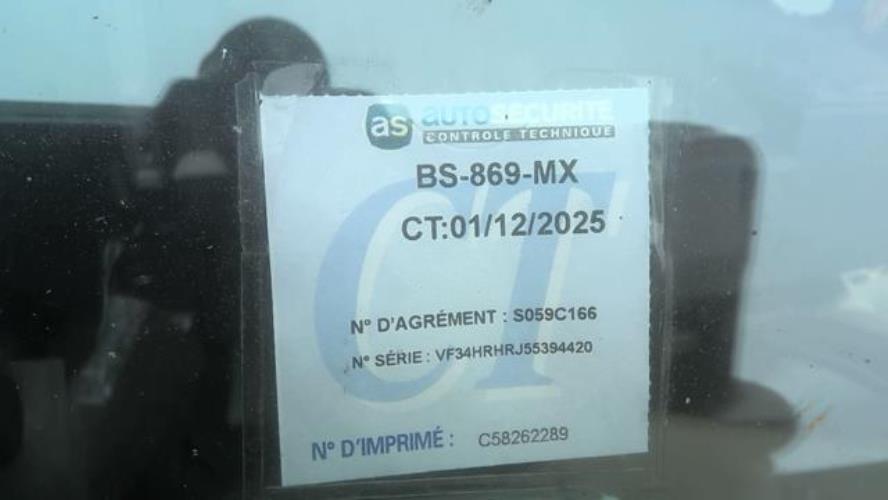 as AUTOSECURITE
CONTROLE TECHNIQUE
BS-869-MX
CT:01/12/2025
N° D'AGRÉMENT : S059C166
N° SÉRIE : VF34HRHRJ55394420
N° D'IMPRIMÉ : C58262289
CT